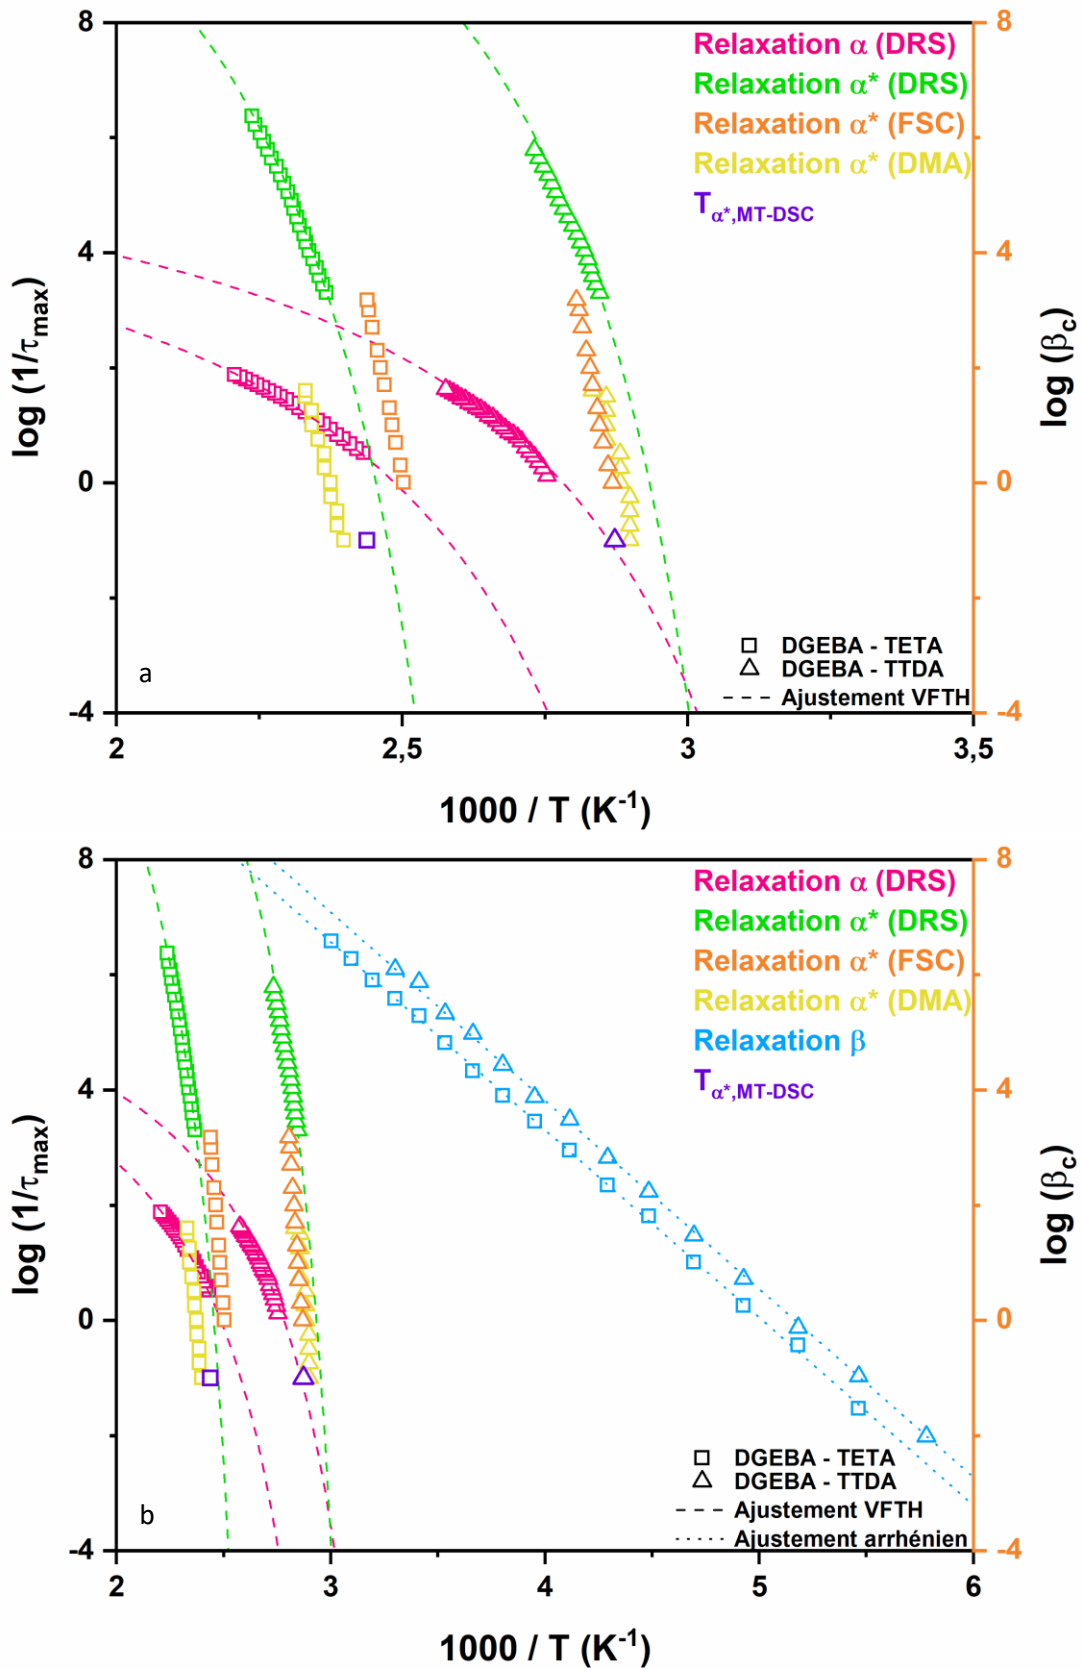 8
8
Relaxation α (DRS)
Relaxation α* (DRS)
Relaxation α* (FSC)
Relaxation α* (DMA)
Tα*,MT-DSC
4
4
log (1/τmax)
log (βc)
0
0
DGEBA - TETA
DGEBA - TTDA
Ajustement VFTH
a
-4
-4
2
2,5
3
3,5
1000 / T (K-1)
8
8
Relaxation α (DRS)
Relaxation α* (DRS)
Relaxation α* (FSC)
Relaxation α* (DMA)
Relaxation β
Tα*,MT-DSC
4
4
log (1/τmax)
log (βc)
0
0
DGEBA - TETA
DGEBA - TTDA
Ajustement VFTH
Ajustement arrhénien
b
-4
-4
2
3
4
5
6
1000 / T (K-1)